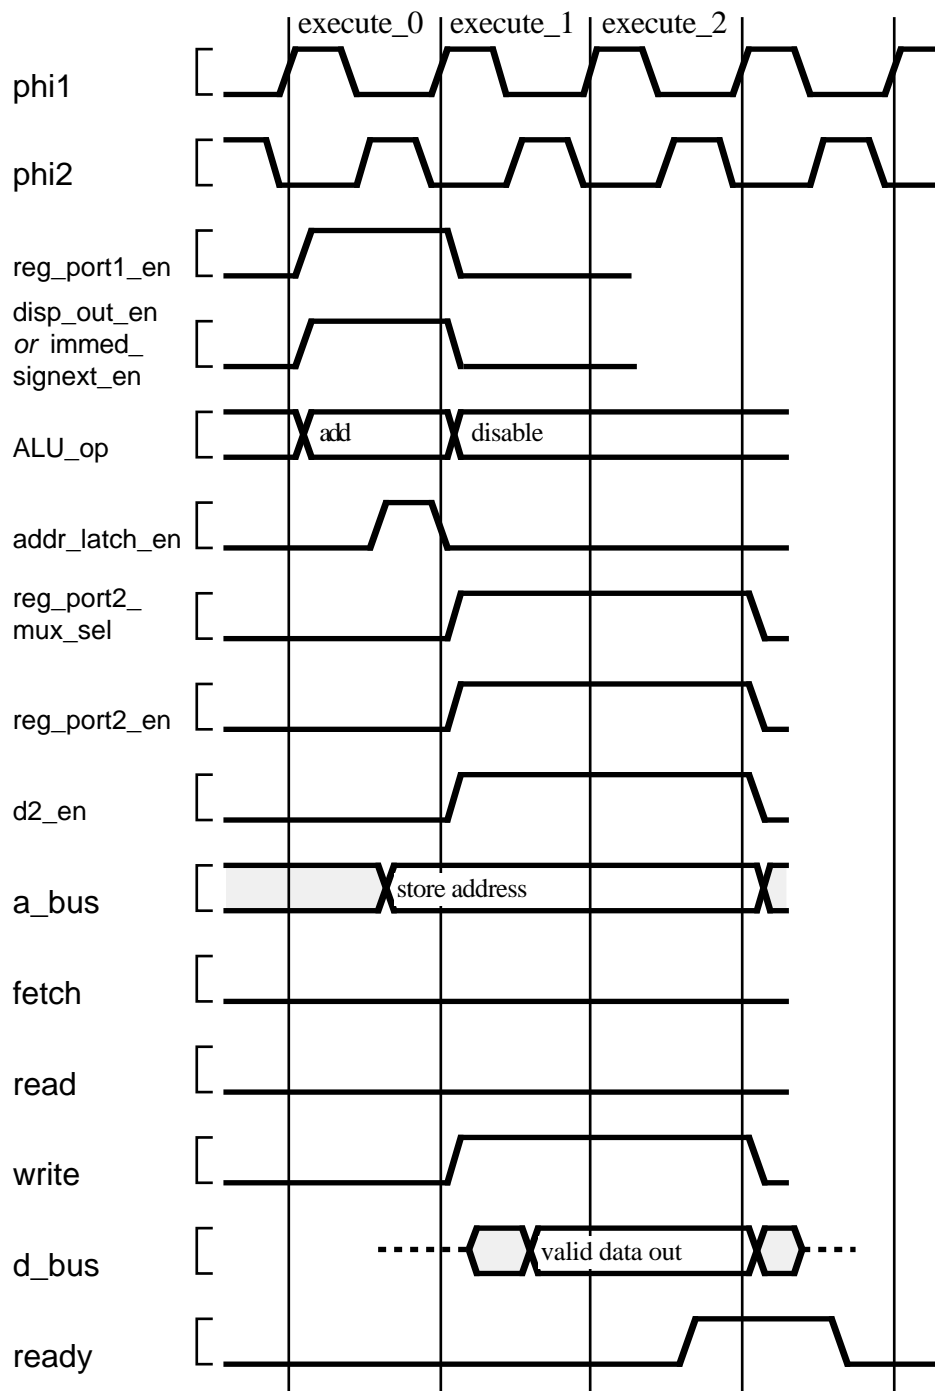 execute_0 execute_1 execute_2
phi1
phi2
reg_port1_en
disp_out_en
or immed_
signext_en
ALU_op add disable
addr_latch_en
reg_port2_
mux_sel
reg_port2_en
d2_en
a_bus store address
fetch
read
write
d_bus valid data out
ready